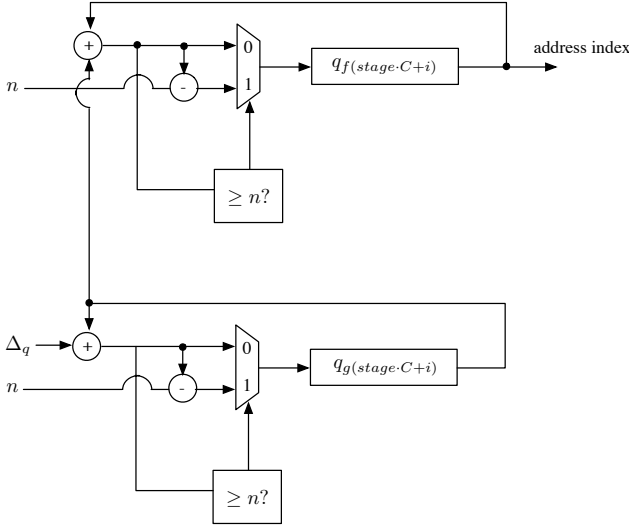 +
0
q_{f(stage·C+i)}
address index
n
-
1
≥ n?
Δ_q
+
0
q_{g(stage·C+i)}
n
-
1
≥ n?